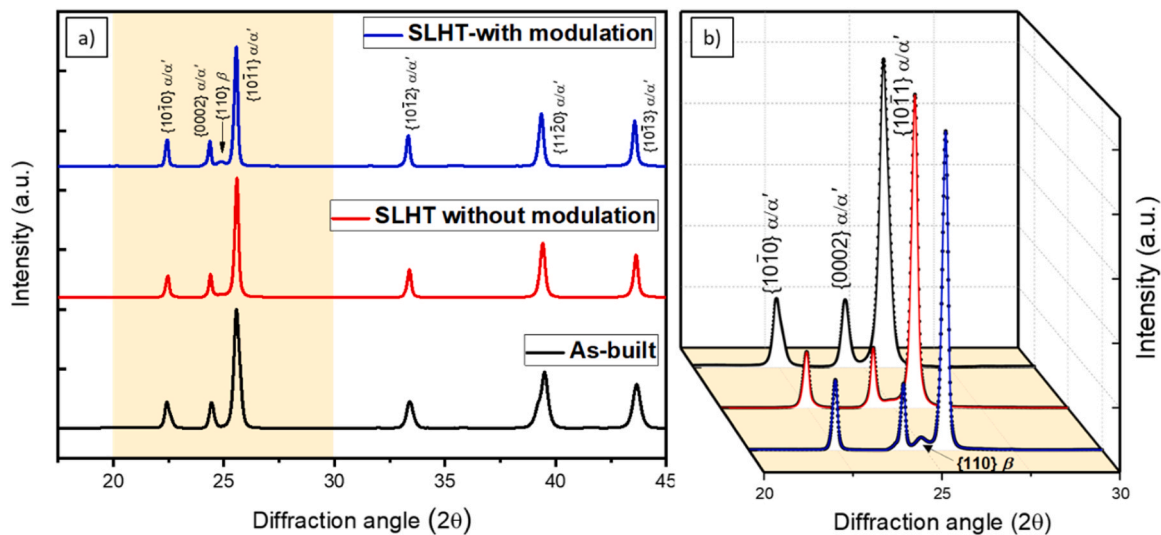 a)
SLHT-with modulation
{101̄0} α/α′
{0002} α/α′
{110} β
{101̄1} α/α′
{101̄2} α/α′
{112̄0} α/α′
{101̄3} α/α′
SLHT without modulation
As-built
Intensity (a.u.)
20 25 30 35 40 45
Diffraction angle (2θ)
b)
{101̄0} α/α′
{0002} α/α′
{101̄1} α/α′
{110} β
Intensity (a.u.)
20 25 30
Diffraction angle (2θ)